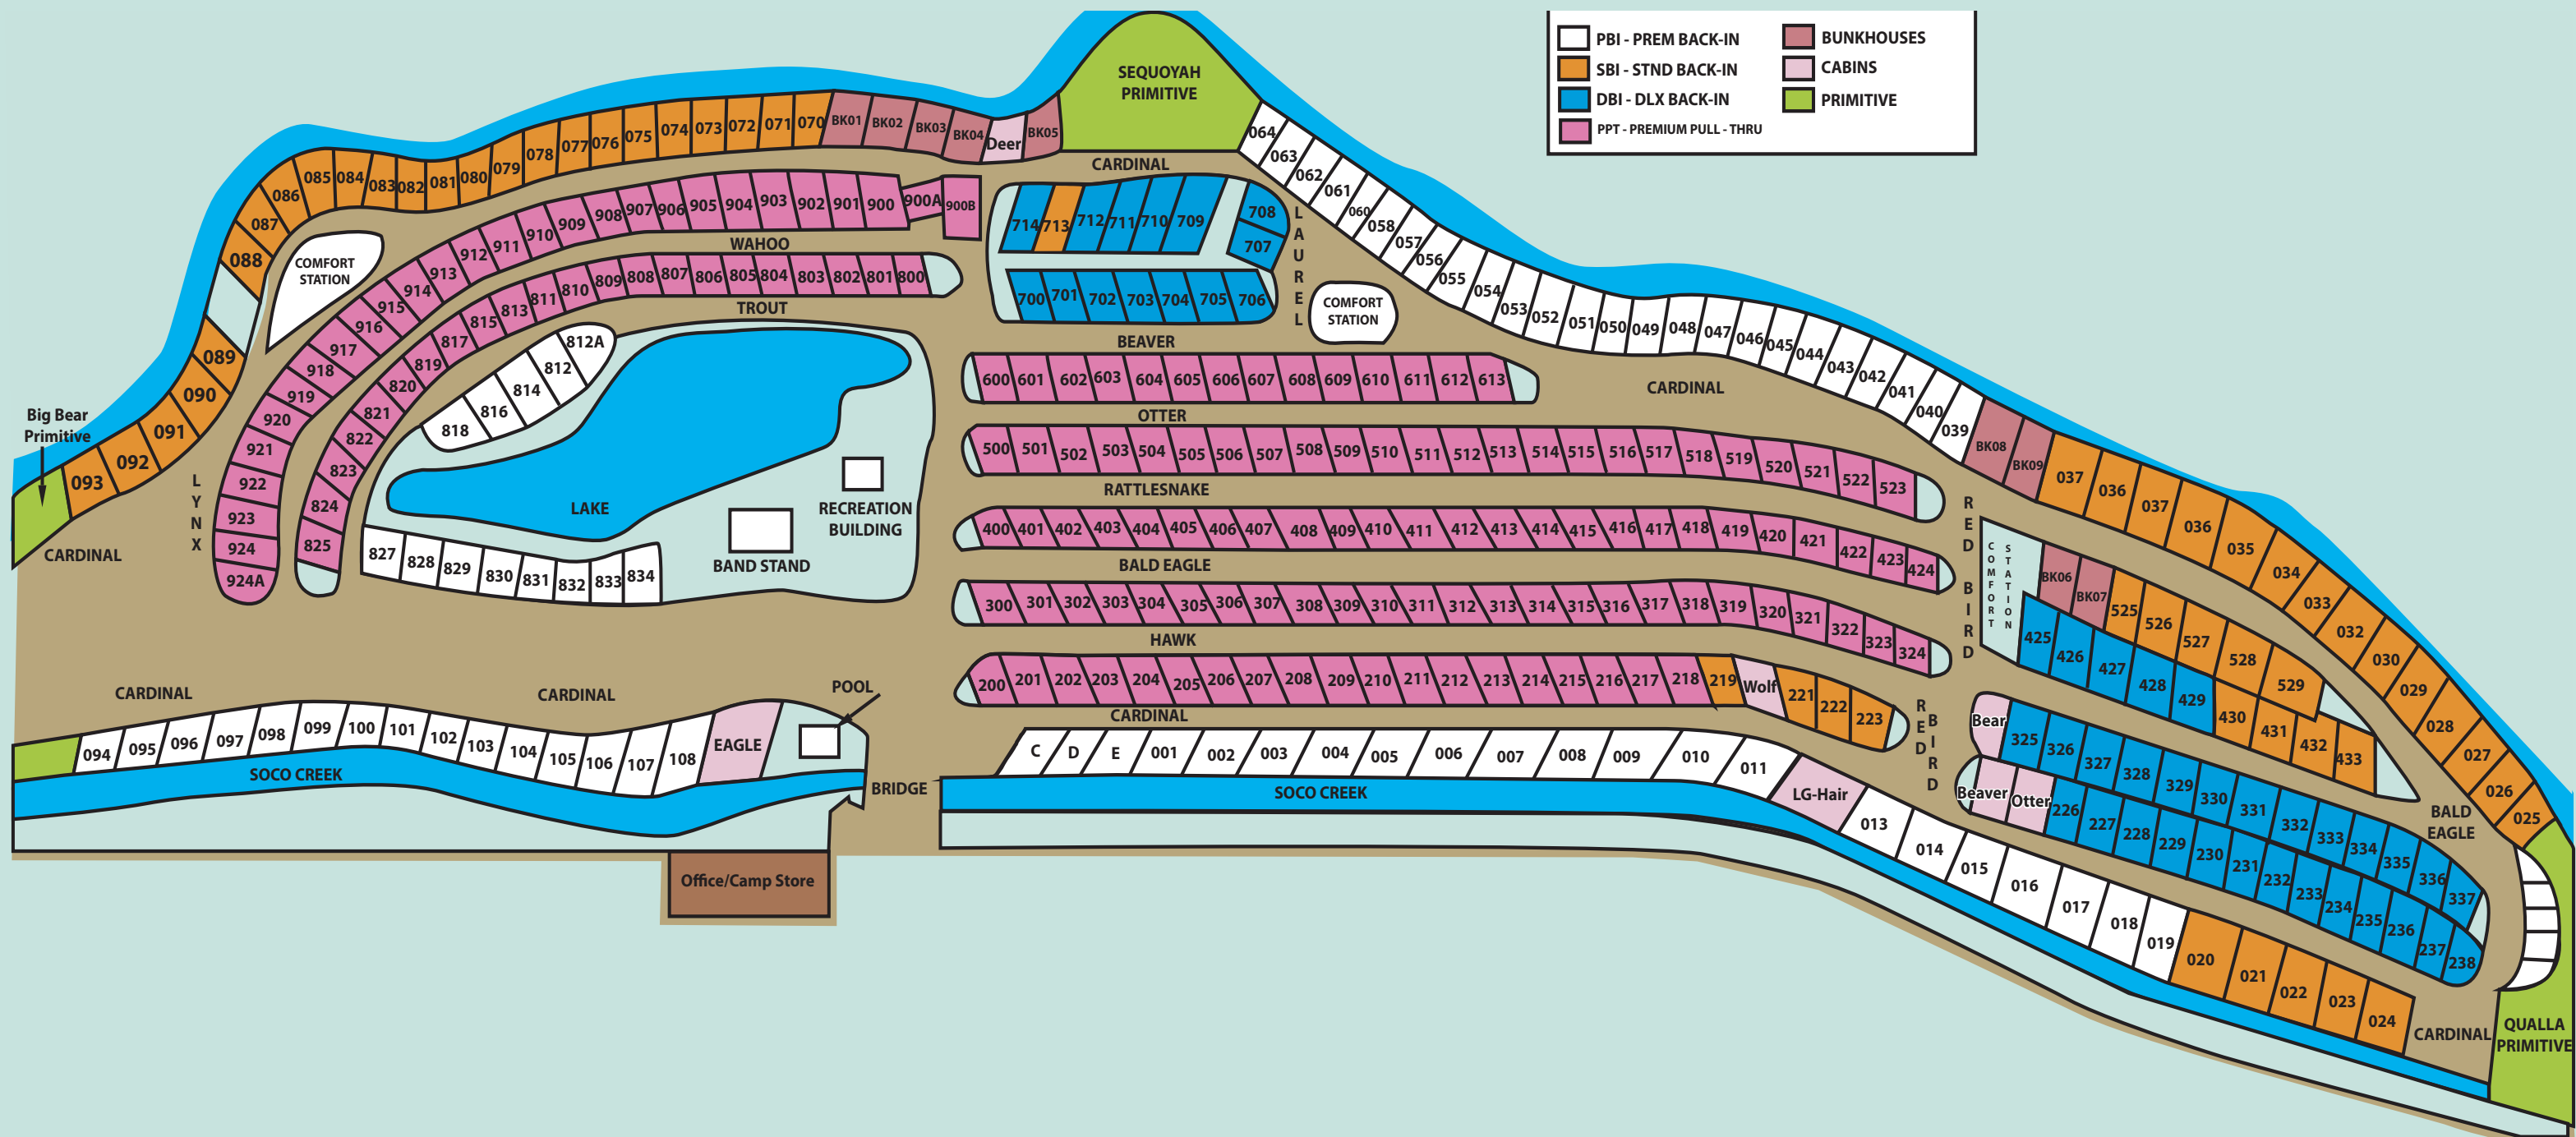 PBI - PREM BACK-IN
SBI - STND BACK-IN
DBI - DLX BACK-IN
PPT - PREMIUM PULL - THRU
BUNKHOUSES
CABINS
PRIMITIVE
SEQUOYAH
PRIMITIVE
CARDINAL
088 087 086 085 084 083 082 081 080 079 078 077 076 075 074 073 072 071 070 BK01 BK02 BK03 BK04 Deer BK05
COMFORT
STATION
089 090 091 092 093
Big Bear
Primitive
CARDINAL
LYNX
924A 924 923 922 921 920 919 918 917 916 915 914 913 912 911 910 909 908 907 906 905 904 903 902 901 900 900A 900B
WAHOO
825 824 823 822 821 820 819 817 815 813 811 810 809 808 807 806 805 804 803 802 801 800
TROUT
818 816 814 812 812A
LAKE
RECREATION
BUILDING
BAND STAND
827 828 829 830 831 832 833 834
714 713 712 711 710 709 708
707
700 701 702 703 704 705 706
LAUREL
COMFORT
STATION
BEAVER
064 063 062 061 060 058 057 056 055 054 053 052 051 050 049 048 047 046 045 044 043 042 041 040 039 BK08 BK09 037 036 037 036 035 034 033 032 030 029 028 027 026 025
CARDINAL
600 601 602 603 604 605 606 607 608 609 610 611 612 613
OTTER
500 501 502 503 504 505 506 507 508 509 510 511 512 513 514 515 516 517 518 519 520 521 522 523
RATTLESNAKE
400 401 402 403 404 405 406 407 408 409 410 411 412 413 414 415 416 417 418 419 420 421 422 423 424
BALD EAGLE
300 301 302 303 304 305 306 307 308 309 310 311 312 313 314 315 316 317 318 319 320 321 322 323 324
HAWK
200 201 202 203 204 205 206 207 208 209 210 211 212 213 214 215 216 217 218 219 Wolf 221 222 223
CARDINAL
RED BIRD
COMFORT
STATION
BK06 BK07 525 526 527 528 529
425 426 427 428 429 430 431 432 433
RED
BIRD
Bear 325 326 327 328 329 330 331 332 333 334 335 336 337
Beaver Otter 226 227 228 229 230 231 232 233 234 235 236 237 238
BALD
EAGLE
CARDINAL
CARDINAL
POOL
094 095 096 097 098 099 100 101 102 103 104 105 106 107 108 EAGLE
SOCO CREEK
BRIDGE
Office/Camp Store
C D E 001 002 003 004 005 006 007 008 009 010 011 LG-Hair 013 014 015 016 017 018 019 020 021 022 023 024
SOCO CREEK
CARDINAL
QUALLA
PRIMITIVE